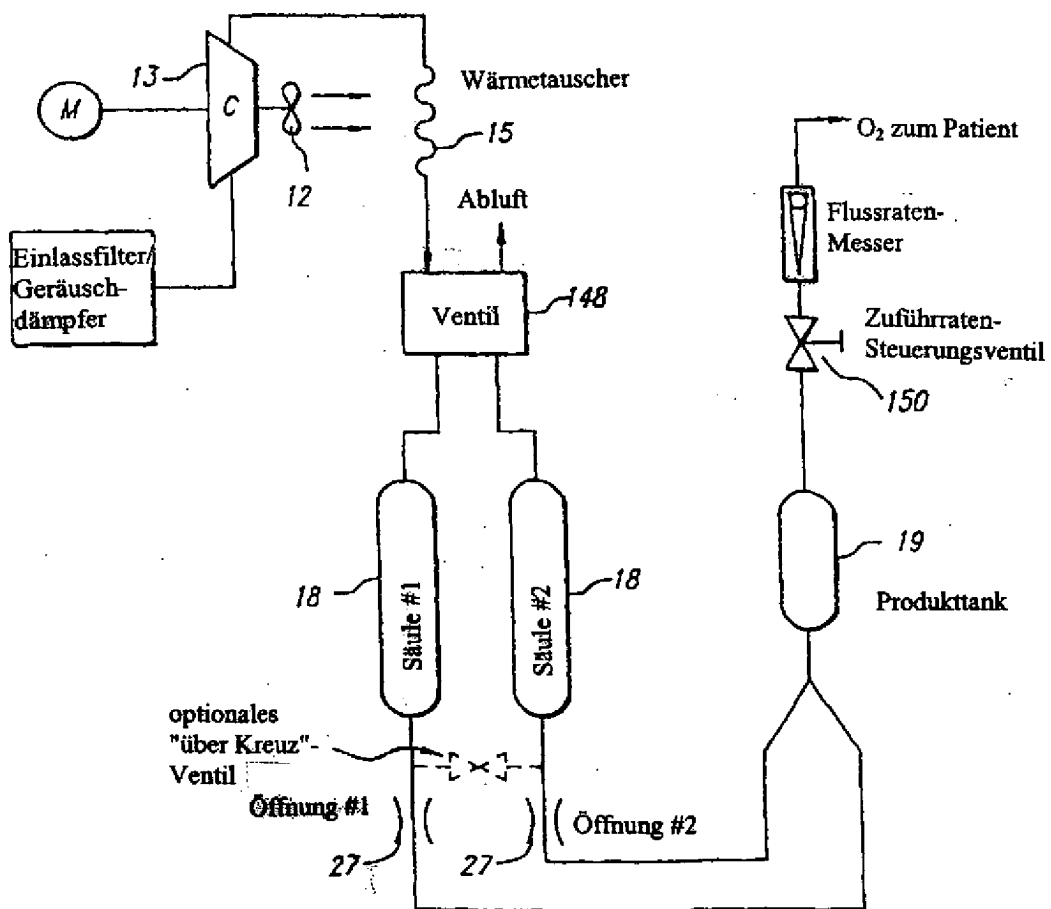 13
M
C
12
Wärmetauscher
15
O₂ zum Patient
Abluft
Flussraten-
Messer
Einlassfilter/
Geräusch-
dämpfer
Ventil
148
Zuführraten-
Steuerungsventil
150
18
Säule #1
Säule #2
18
19
Produkttank
optionales
"über Kreuz"-
Ventil
Öffnung #1
Öffnung #2
27
27